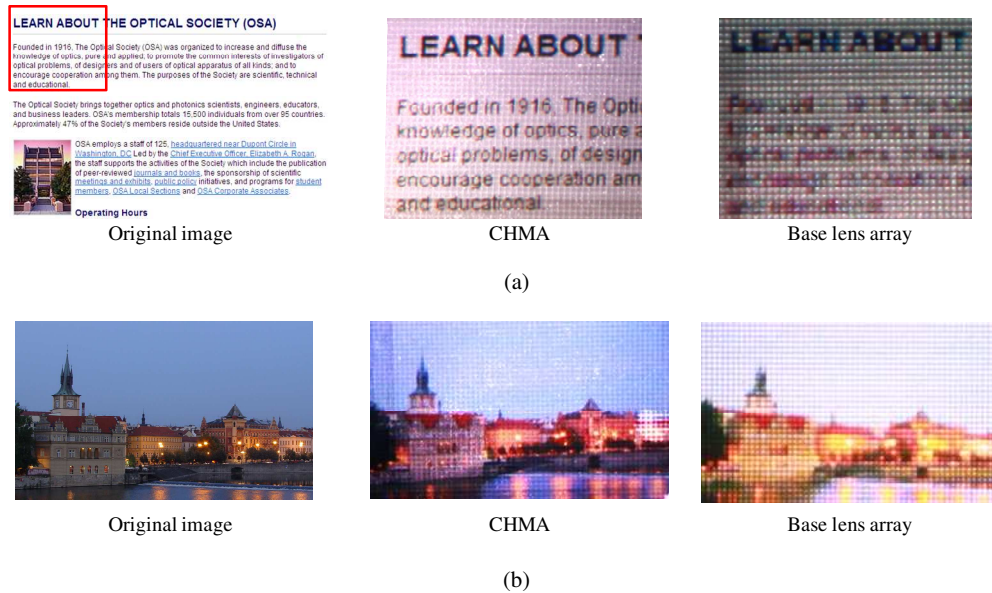 LEARN ABOUT THE OPTICAL SOCIETY (OSA)
Founded in 1916, The Optical Society (OSA) was organized to increase and diffuse the
knowledge of optics, pure and applied, to promote the common interests of investigators of
optical problems, of designers and of users of optical apparatus of all kinds; and to
encourage cooperation among them. The purposes of the Society are scientific, technical
and educational.
The Optical Society brings together optics and photonics scientists, engineers, educators,
and business leaders. OSA's membership totals 15,500 individuals from over 95 countries.
Approximately 47% of the Society's members reside outside the United States.
OSA employs a staff of 125, headquartered near Dupont Circle in
Washington, DC Led by the Chief Executive Officer, Elizabeth A. Rogan,
the staff supports the activities of the Society which include the publication
of peer-reviewed journals and books, the sponsorship of scientific
meetings and exhibits, public policy initiatives, and programs for student
members, OSA Local Sections and OSA Corporate Associates.
Operating Hours
Original image
LEARN ABOUT
Founded in 1916, The Opti
knowledge of optics, pure a
optical problems, of design
encourage cooperation am
and educational.
CHMA
LEARN ABOUT
Base lens array
(a)
Original image
CHMA
Base lens array
(b)